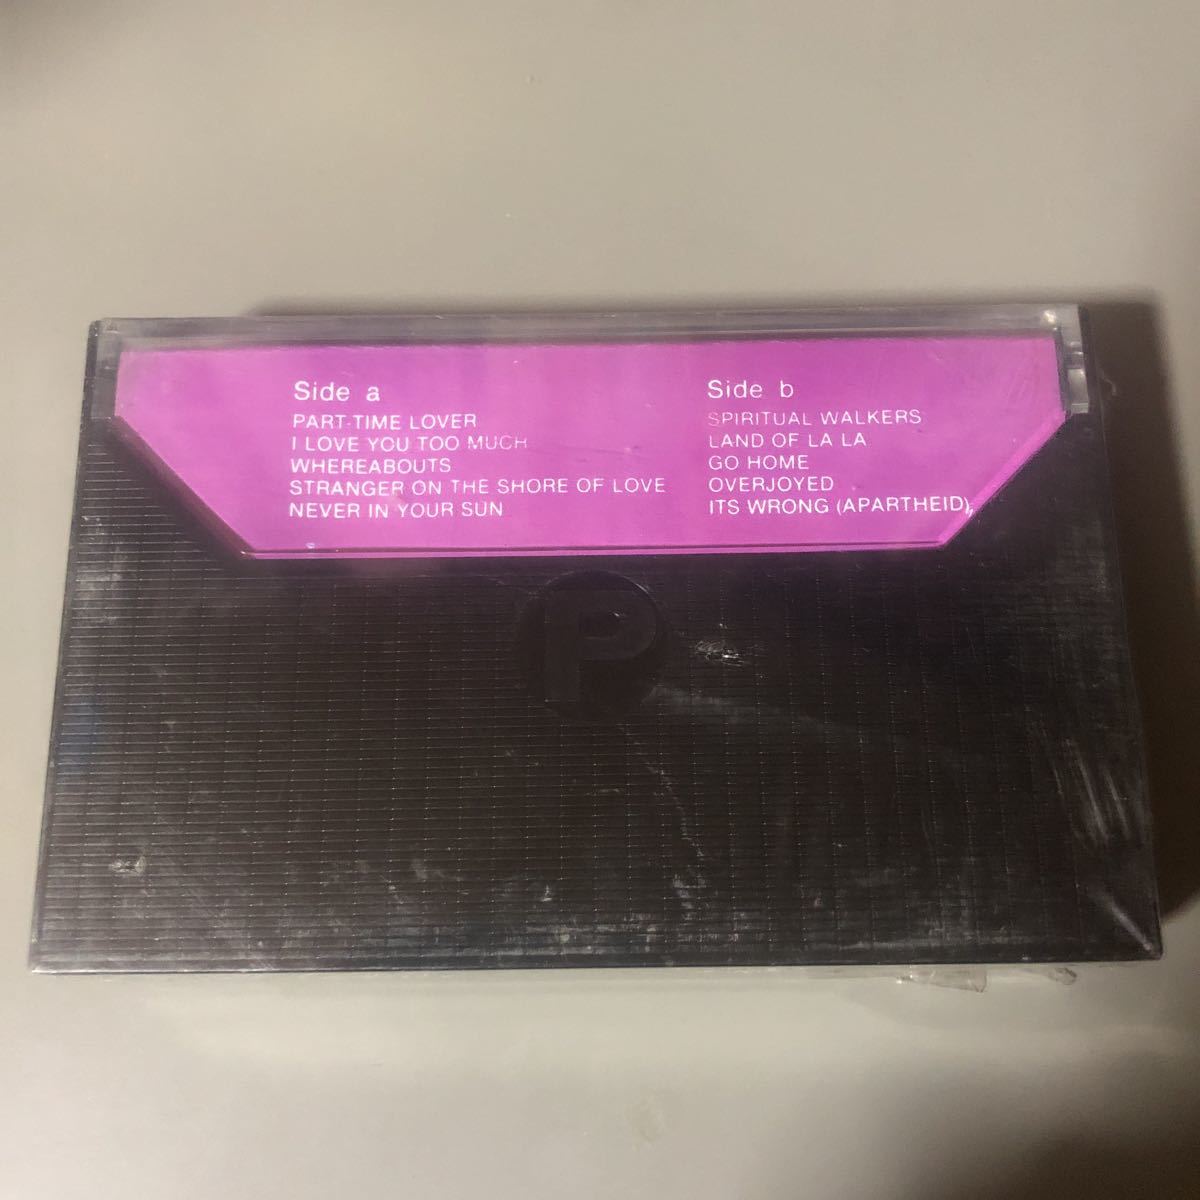 Side a
PART-TIME LOVER
I LOVE YOU TOO MUCH
WHEREABOUTS
STRANGER ON THE SHORE OF LOVE
NEVER IN YOUR SUN
Side b
SPIRITUAL WALKERS
LAND OF LA LA
GO HOME
OVERJOYED
ITS WRONG (APARTHEID)
P